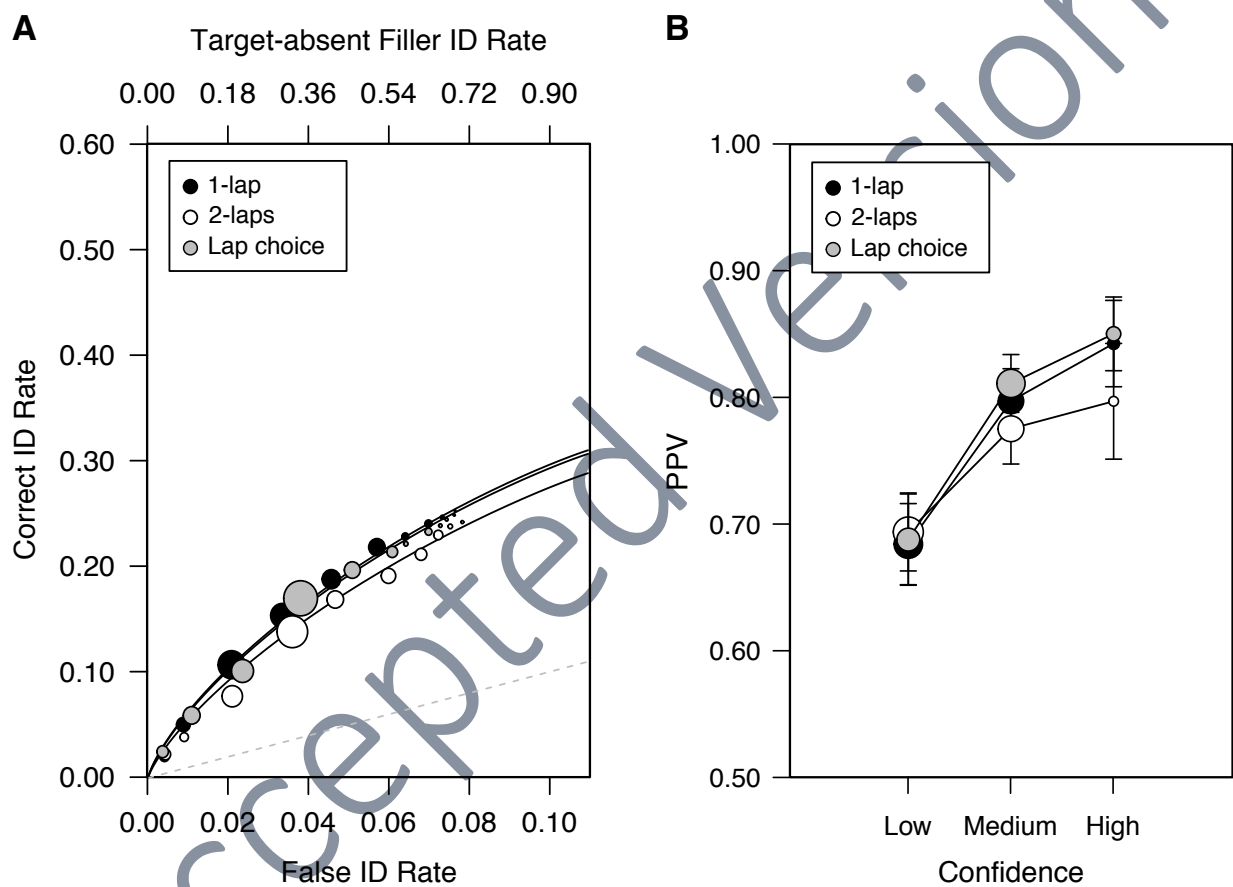 A
Target-absent Filler ID Rate
0.00 0.18 0.36 0.54 0.72 0.90
0.60
0.50
0.40
0.30
0.20
0.10
0.00
Correct ID Rate
1-lap
2-laps
Lap choice
0.00 0.02 0.04 0.06 0.08 0.10
False ID Rate
B
1.00
0.90
0.80
0.70
0.60
0.50
PPV
1-lap
2-laps
Lap choice
Low Medium High
Confidence
ccepted Version